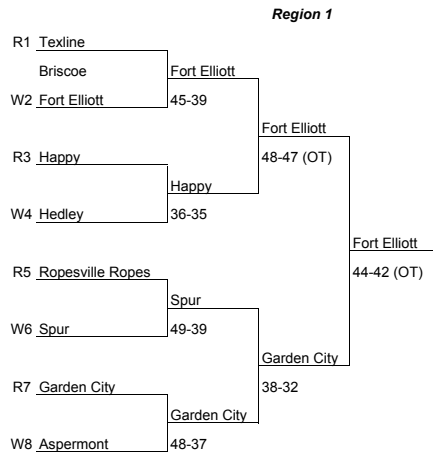 Region 1
R1 Texline
Briscoe Fort Elliott
W2 Fort Elliott 45-39
Fort Elliott
R3 Happy 48-47 (OT)
Happy
W4 Hedley 36-35
Fort Elliott
R5 Ropesville Ropes 44-42 (OT)
Spur
W6 Spur 49-39
Garden City
R7 Garden City 38-32
Garden City
W8 Aspermont 48-37